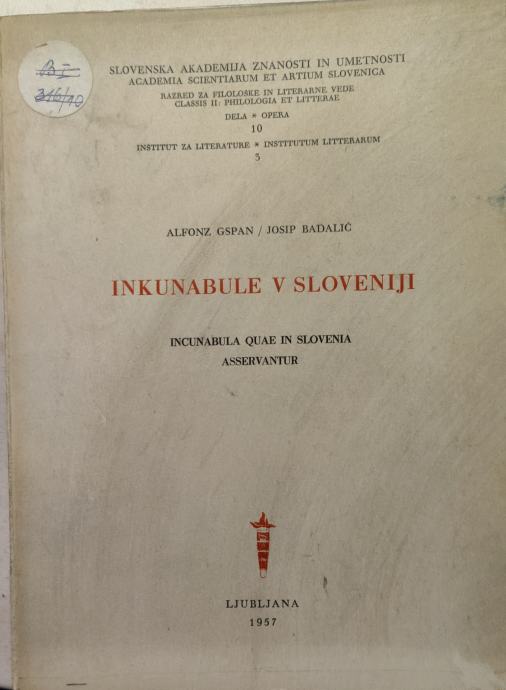 B I
316/10
SLOVENSKA AKADEMIJA ZNANOSTI IN UMETNOSTI
ACADEMIA SCIENTIARUM ET ARTIUM SLOVENICA
RAZRED ZA FILOLOŠKE IN LITERARNE VEDE
CLASSIS II: PHILOLOGIA ET LITTERAE
DELA * OPERA
10
INSTITUT ZA LITERATURE * INSTITUTUM LITTERARUM
3
ALFONZ GSPAN / JOSIP BADALIĆ
INKUNABULE V SLOVENIJI
INCUNABULA QUAE IN SLOVENIA
ASSERVANTUR
LJUBLJANA
1957